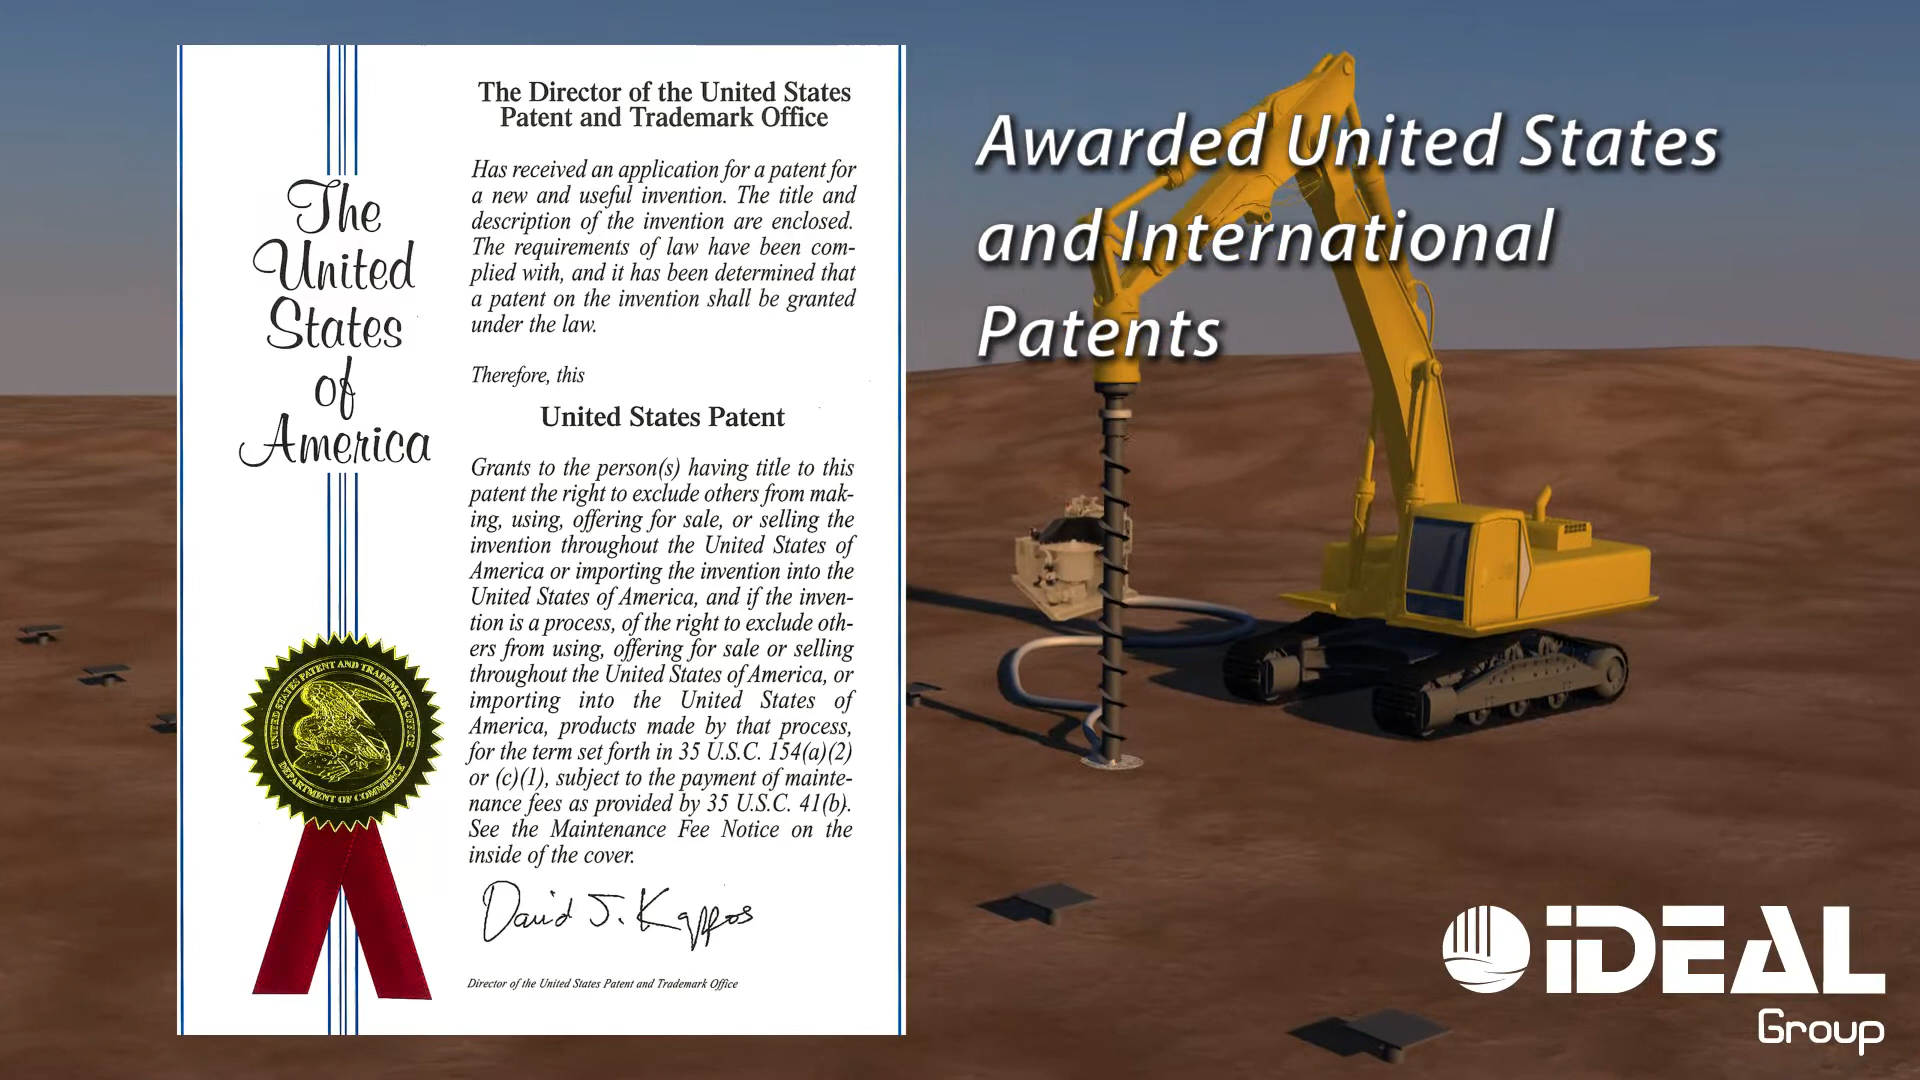 The Director of the United States
Patent and Trademark Office
Has received an application for a patent for
a new and useful invention. The title and
description of the invention are enclosed.
The requirements of law have been com-
plied with, and it has been determined that
a patent on the invention shall be granted
under the law.
Therefore, this
United States Patent
Grants to the person(s) having title to this
patent the right to exclude others from mak-
ing, using, offering for sale, or selling the
invention throughout the United States of
America or importing the invention into the
United States of America, and if the inven-
tion is a process, of the right to exclude oth-
ers from using, offering for sale or selling
throughout the United States of America, or
importing into the United States of
America, products made by that process,
for the term set forth in 35 U.S.C. 154(a)(2)
or (c)(1), subject to the payment of mainte-
nance fees as provided by 35 U.S.C. 41(b).
See the Maintenance Fee Notice on the
inside of the cover.
David J. Kappos
Director of the United States Patent and Trademark Office
The
United
States
of
America
UNITED STATES PATENT AND TRADEMARK OFFICE
DEPARTMENT OF COMMERCE
Awarded United States
and International
Patents
iDEAL
Group